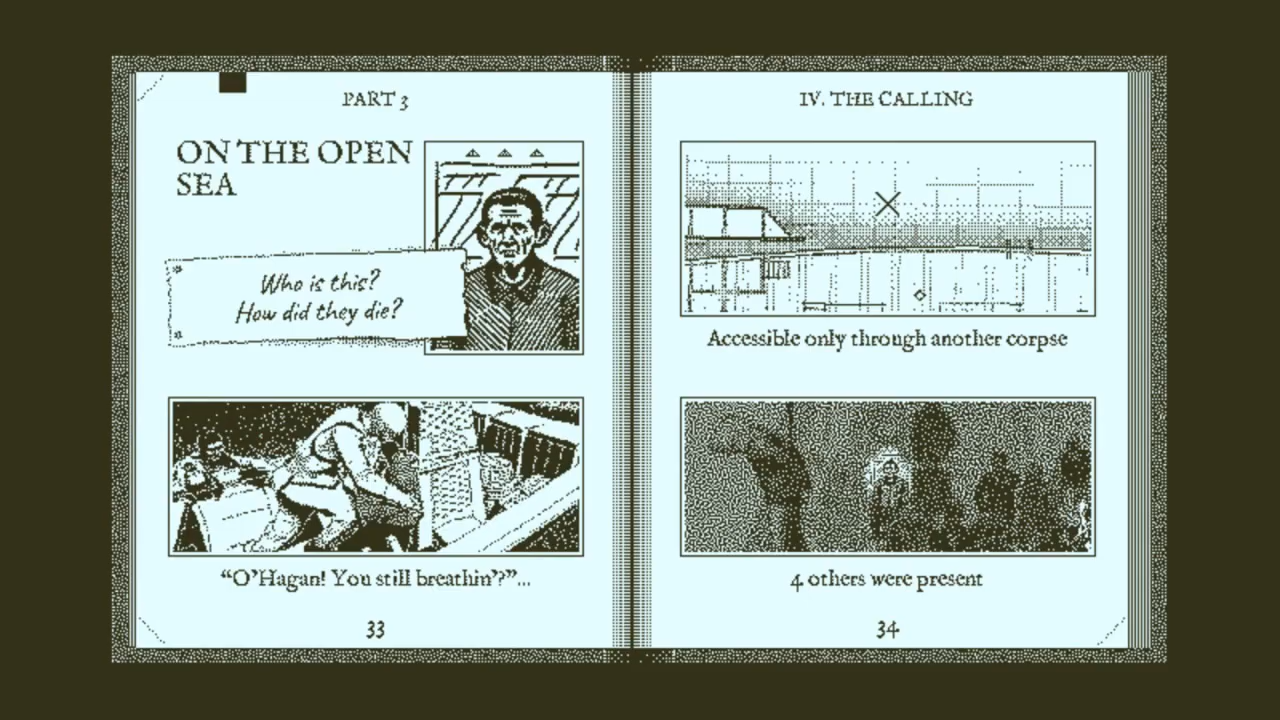 PART 3
ON THE OPEN
SEA
Who is this?
How did they die?
“O’Hagan! You still breathin’?”...
33
IV. THE CALLING
Accessible only through another corpse
4 others were present
34